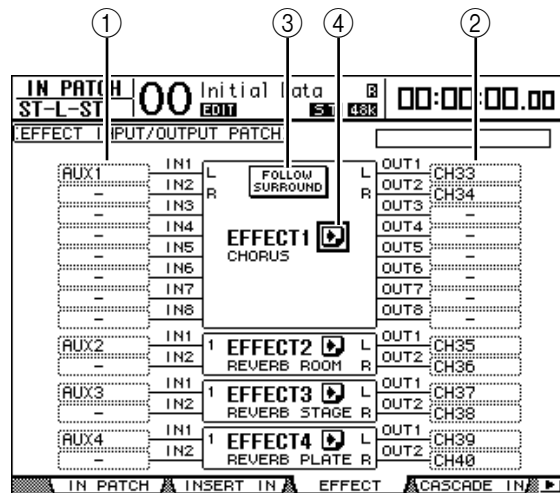 1 3 4 2
IN PATCH
ST-L-ST
00 Initial Data
EDIT 48K
00:00:00.00
EFFECT INPUT/OUTPUT PATCH
AUX1 IN1 L FOLLOW SURROUND L OUT1 CH33
- IN2 R R OUT2 CH34
- IN3 OUT3 -
- IN4 EFFECT1 OUT4 -
- IN5 CHORUS OUT5 -
- IN6 OUT6 -
- IN7 OUT7 -
- IN8 OUT8 -
AUX2 IN1 1 EFFECT2 L OUT1 CH35
- IN2 REVERB ROOM R OUT2 CH36
AUX3 IN1 1 EFFECT3 L OUT1 CH37
- IN2 REVERB STAGE R OUT2 CH38
AUX4 IN1 1 EFFECT4 L OUT1 CH39
- IN2 REVERB PLATE R OUT2 CH40
IN PATCH INSERT IN EFFECT CASCADE IN